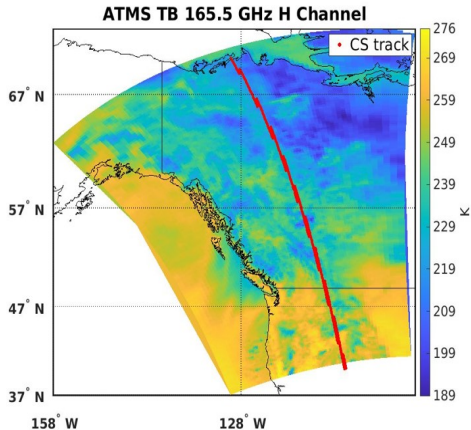 ATMS TB 165.5 GHz H Channel
CS track
67° N
57° N
47° N
37° N
158° W
128° W
276
269
259
249
239
229
219
209
199
189
K